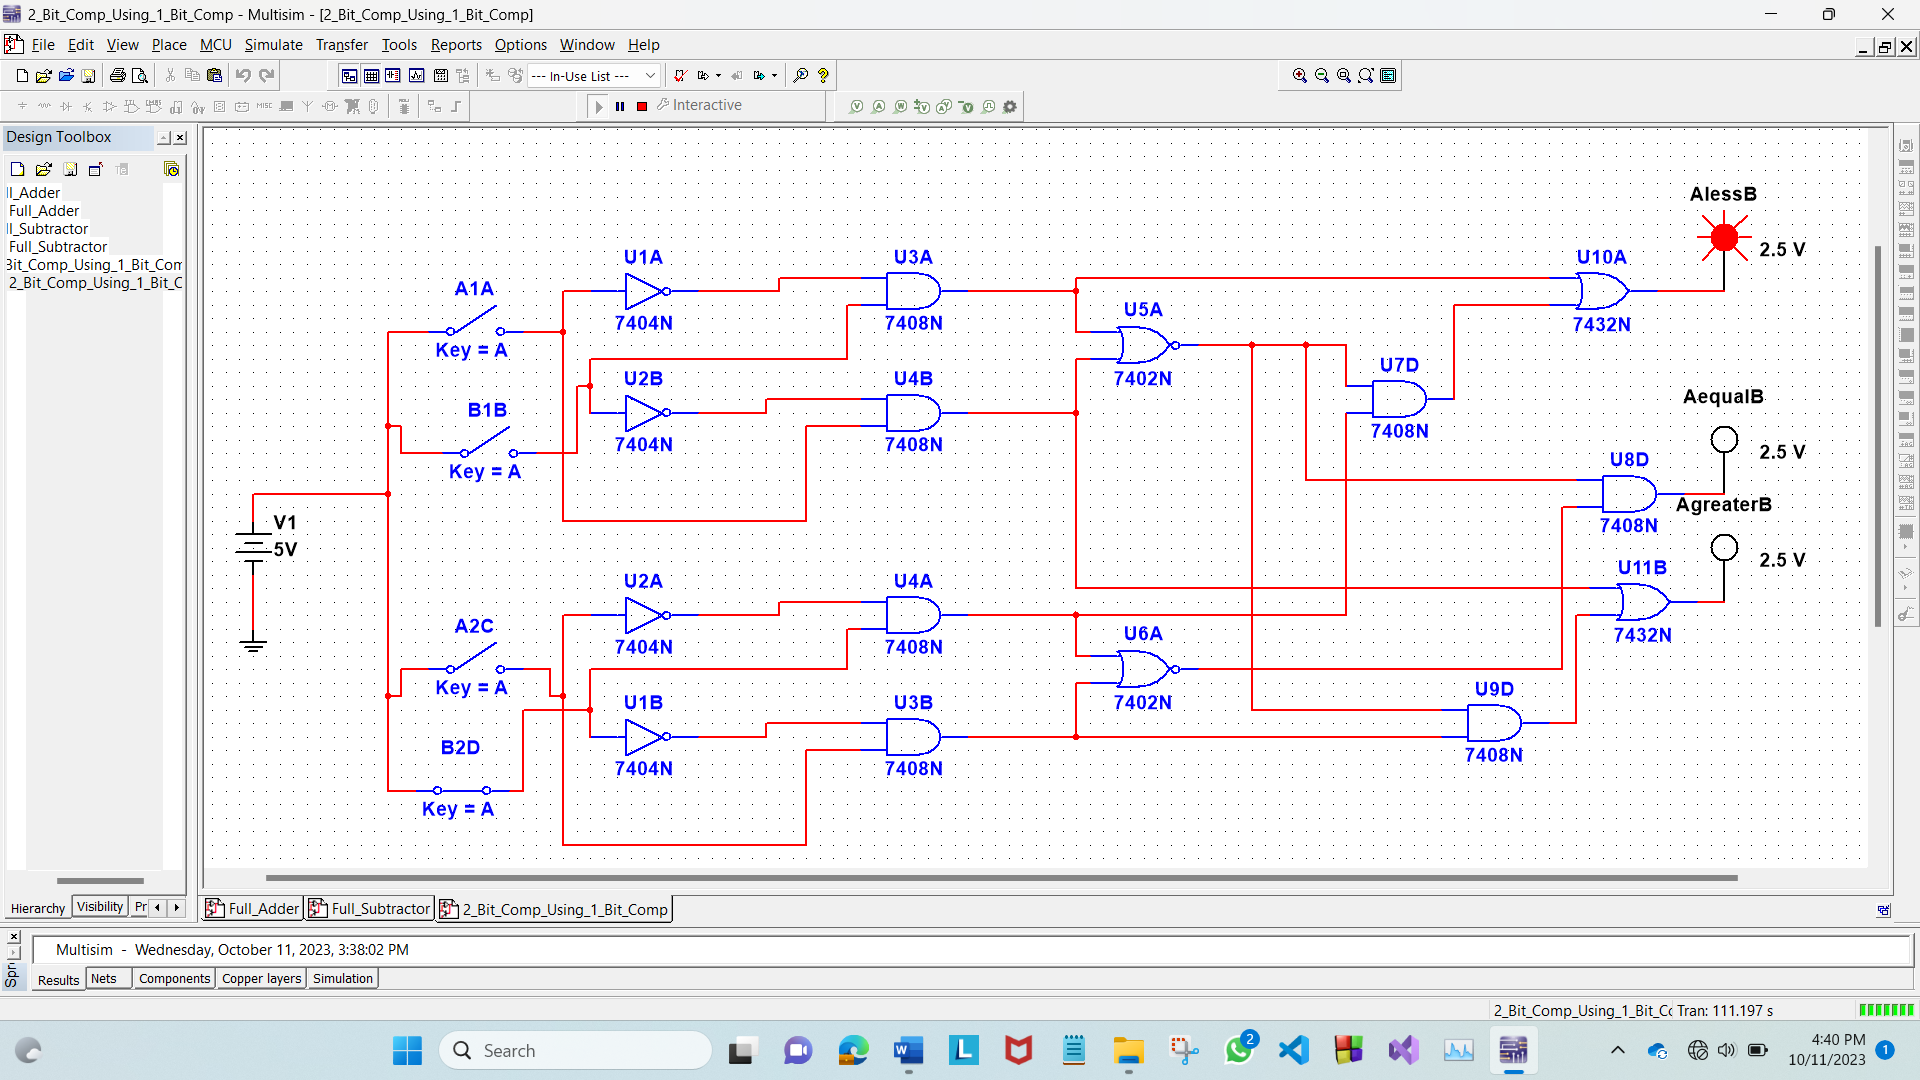 2_Bit_Comp_Using_1_Bit_Comp - Multisim - [2_Bit_Comp_Using_1_Bit_Comp]
File Edit View Place MCU Simulate Transfer Tools Reports Options Window Help
--- In-Use List ---
Interactive
Design Toolbox
ll_Adder
Full_Adder
ll_Subtractor
Full_Subtractor
3it_Comp_Using_1_Bit_Com
2_Bit_Comp_Using_1_Bit_C
Hierarchy Visibility Pr
AlessB
2.5 V
U1A
7404N
U3A
7408N
U10A
7432N
A1A
Key = A
U5A
7402N
U2B
7404N
U4B
7408N
U7D
7408N
AequalB
2.5 V
B1B
Key = A
U8D
7408N
AgreaterB
2.5 V
V1
5V
U11B
7432N
U2A
7404N
U4A
7408N
A2C
Key = A
U6A
7402N
U1B
7404N
U3B
7408N
U9D
7408N
B2D
Key = A
Full_Adder Full_Subtractor 2_Bit_Comp_Using_1_Bit_Comp
Multisim - Wednesday, October 11, 2023, 3:38:02 PM
Spr
Results Nets Components Copper layers Simulation
2_Bit_Comp_Using_1_Bit_Cc Tran: 111.197 s
Search
2
4:40 PM
10/11/2023
1